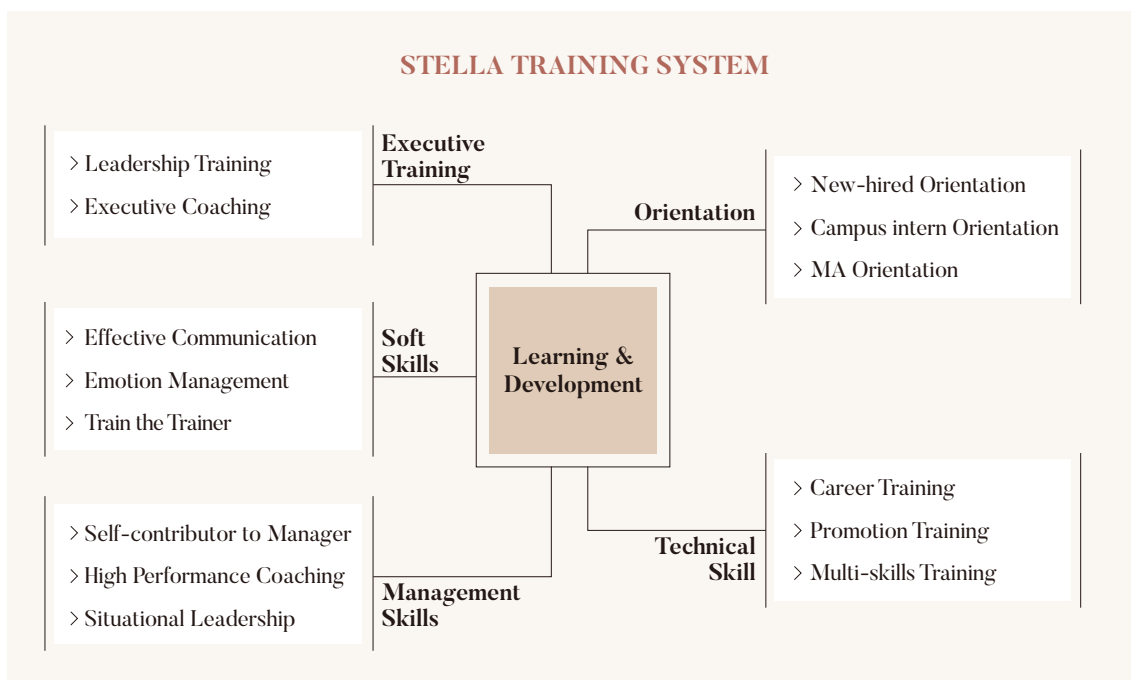 STELLA TRAINING SYSTEM
Executive
Training
> Leadership Training
> Executive Coaching
Soft
Skills
> Effective Communication
> Emotion Management
> Train the Trainer
Management
Skills
> Self-contributor to Manager
> High Performance Coaching
> Situational Leadership
Learning &
Development
Orientation
> New-hired Orientation
> Campus intern Orientation
> MA Orientation
Technical
Skill
> Career Training
> Promotion Training
> Multi-skills Training